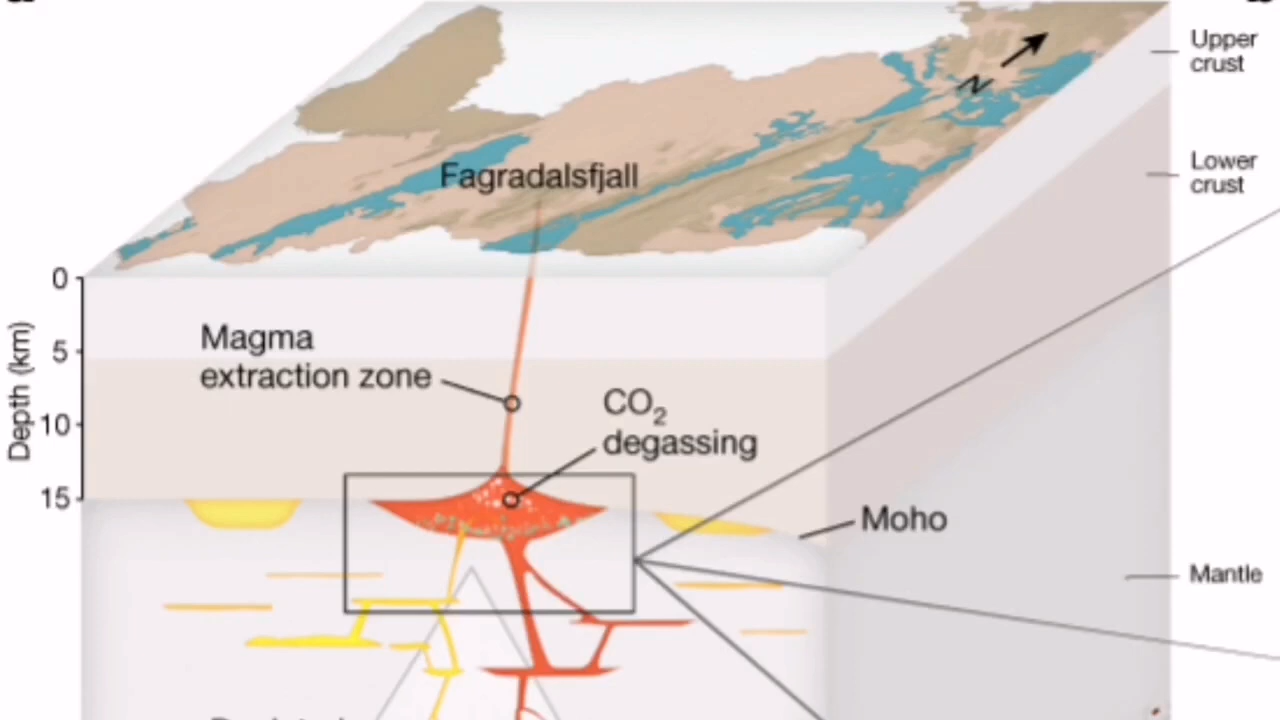 Upper
crust
N
Lower
crust
Fagradalsfjall
0
Magma
extraction zone
5
Depth (km)
CO₂
degassing
10
15
Moho
Mantle